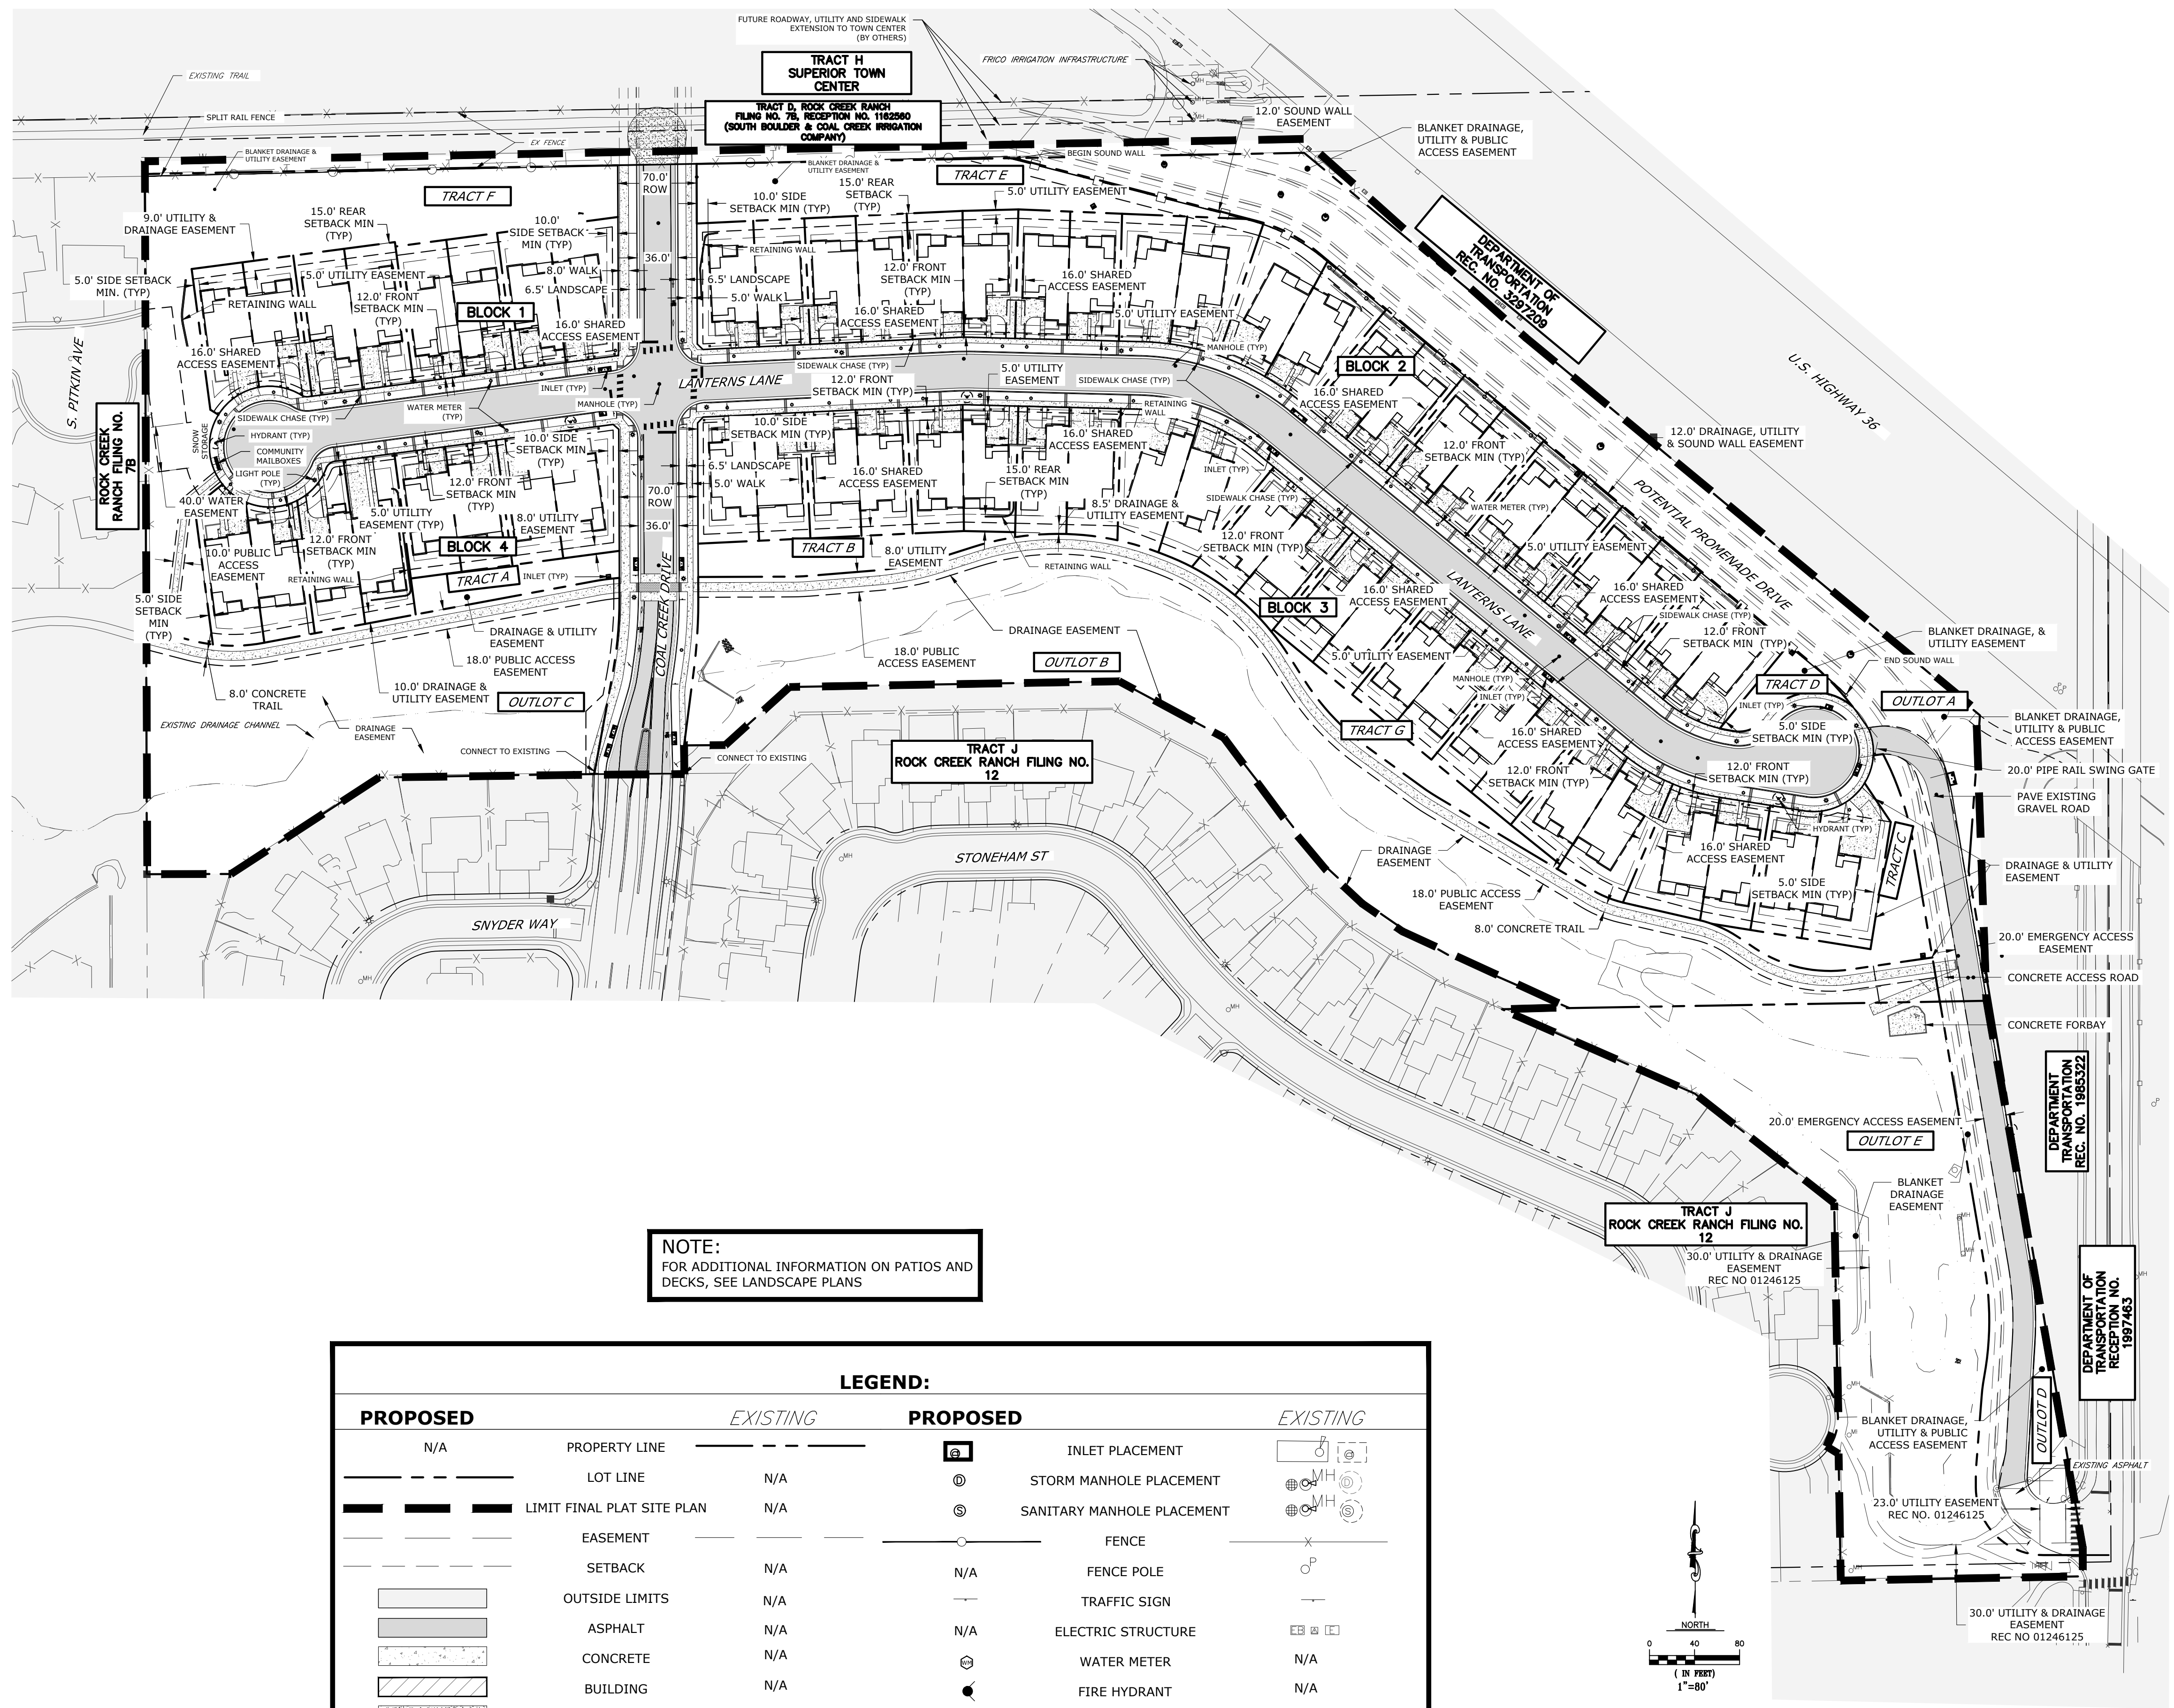 FUTURE ROADWAY, UTILITY AND SIDEWALK
EXTENSION TO TOWN CENTER
(BY OTHERS)
TRACT H
SUPERIOR TOWN
CENTER
FRICO IRRIGATION INFRASTRUCTURE
EXISTING TRAIL
SPLIT RAIL FENCE
TRACT D, ROCK CREEK RANCH
FILING NO. 7B, RECEPTION NO. 1162560
(SOUTH BOULDER & COAL CREEK IRRIGATION
COMPANY)
12.0' SOUND WALL
EASEMENT
BLANKET DRAINAGE,
UTILITY & PUBLIC
ACCESS EASEMENT
EX FENCE
BLANKET DRAINAGE &
UTILITY EASEMENT
BEGIN SOUND WALL
BLANKET DRAINAGE &
UTILITY EASEMENT
TRACT F
70.0'
ROW
TRACT E
15.0' REAR
SETBACK
(TYP)
5.0' UTILITY EASEMENT
10.0' SIDE
SETBACK MIN (TYP)
9.0' UTILITY &
DRAINAGE EASEMENT
15.0' REAR
SETBACK MIN
(TYP)
10.0'
SIDE SETBACK
MIN (TYP)
DEPARTMENT OF
TRANSPORTATION
REC. NO. 3297209
RETAINING WALL
36.0'
5.0' SIDE SETBACK
MIN. (TYP)
5.0' UTILITY EASEMENT
8.0' WALK
6.5' LANDSCAPE
6.5' LANDSCAPE
5.0' WALK
12.0' FRONT
SETBACK MIN
(TYP)
16.0' SHARED
ACCESS EASEMENT
RETAINING WALL
12.0' FRONT
SETBACK MIN
(TYP)
BLOCK 1
16.0' SHARED
ACCESS EASEMENT
16.0' SHARED
ACCESS EASEMENT
5.0' UTILITY EASEMENT
U.S. HIGHWAY 36
S. PITKIN AVE
16.0' SHARED
ACCESS EASEMENT
MANHOLE (TYP)
BLOCK 2
SIDEWALK CHASE (TYP)
LANTERNS LANE
12.0' FRONT
SETBACK MIN (TYP)
5.0' UTILITY
EASEMENT
SIDEWALK CHASE (TYP)
INLET (TYP)
MANHOLE (TYP)
16.0' SHARED
ACCESS EASEMENT
ROCK CREEK
RANCH FILING NO.
7B
SIDEWALK CHASE (TYP)
WATER METER
(TYP)
RETAINING
WALL
SNOW
STORAGE
HYDRANT (TYP)
COMMUNITY
MAILBOXES
LIGHT POLE
(TYP)
10.0' SIDE
SETBACK MIN
(TYP)
10.0' SIDE
SETBACK MIN (TYP)
16.0' SHARED
ACCESS EASEMENT
12.0' DRAINAGE, UTILITY
& SOUND WALL EASEMENT
12.0' FRONT
SETBACK MIN (TYP)
6.5' LANDSCAPE
5.0' WALK
16.0' SHARED
ACCESS EASEMENT
15.0' REAR
SETBACK MIN
(TYP)
INLET (TYP)
POTENTIAL PROMENADE DRIVE
12.0' FRONT
SETBACK MIN
(TYP)
70.0'
ROW
SIDEWALK CHASE (TYP)
WATER METER (TYP)
40.0' WATER
EASEMENT
5.0' UTILITY
EASEMENT (TYP)
8.0' UTILITY
EASEMENT
36.0'
8.5' DRAINAGE &
UTILITY EASEMENT
12.0' FRONT
SETBACK MIN
(TYP)
10.0' PUBLIC
ACCESS
EASEMENT
BLOCK 4
TRACT B
8.0' UTILITY
EASEMENT
12.0' FRONT
SETBACK MIN (TYP)
5.0' UTILITY EASEMENT
RETAINING WALL
TRACT A
INLET (TYP)
RETAINING WALL
LANTERNS LANE
16.0' SHARED
ACCESS EASEMENT
16.0' SHARED
ACCESS EASEMENT
5.0' SIDE
SETBACK
MIN
(TYP)
BLOCK 3
SIDEWALK CHASE (TYP)
COAL CREEK DRIVE
DRAINAGE & UTILITY
EASEMENT
DRAINAGE EASEMENT
12.0' FRONT
SETBACK MIN (TYP)
BLANKET DRAINAGE, &
UTILITY EASEMENT
18.0' PUBLIC ACCESS
EASEMENT
18.0' PUBLIC
ACCESS EASEMENT
OUTLOT B
5.0' UTILITY EASEMENT
END SOUND WALL
MANHOLE (TYP)
INLET (TYP)
TRACT D
8.0' CONCRETE
TRAIL
10.0' DRAINAGE &
UTILITY EASEMENT
OUTLOT C
OUTLOT A
INLET (TYP)
EXISTING DRAINAGE CHANNEL
DRAINAGE
EASEMENT
TRACT G
16.0' SHARED
ACCESS EASEMENT
5.0' SIDE
SETBACK MIN (TYP)
BLANKET DRAINAGE,
UTILITY & PUBLIC
ACCESS EASEMENT
CONNECT TO EXISTING
CONNECT TO EXISTING
TRACT J
ROCK CREEK RANCH FILING NO.
12
12.0' FRONT
SETBACK MIN (TYP)
12.0' FRONT
SETBACK MIN (TYP)
20.0' PIPE RAIL SWING GATE
PAVE EXISTING
GRAVEL ROAD
HYDRANT (TYP)
16.0' SHARED
ACCESS EASEMENT
TRACT C
DRAINAGE
EASEMENT
STONEHAM ST
DRAINAGE & UTILITY
EASEMENT
5.0' SIDE
SETBACK MIN (TYP)
18.0' PUBLIC ACCESS
EASEMENT
8.0' CONCRETE TRAIL
SNYDER WAY
20.0' EMERGENCY ACCESS
EASEMENT
CONCRETE ACCESS ROAD
CONCRETE FORBAY
DEPARTMENT
TRANSPORTATION
REC. NO. 1985322
20.0' EMERGENCY ACCESS EASEMENT
OUTLOT E
BLANKET
DRAINAGE
EASEMENT
TRACT J
ROCK CREEK RANCH FILING NO.
12
30.0' UTILITY & DRAINAGE
EASEMENT
REC NO 01246125
DEPARTMENT OF
TRANSPORTATION
RECEPTION NO.
1997463
OUTLOT D
BLANKET DRAINAGE,
UTILITY & PUBLIC
ACCESS EASEMENT
EXISTING ASPHALT
23.0' UTILITY EASEMENT
REC NO. 01246125
30.0' UTILITY & DRAINAGE
EASEMENT
REC NO 01246125
NOTE:
FOR ADDITIONAL INFORMATION ON PATIOS AND
DECKS, SEE LANDSCAPE PLANS
LEGEND:
PROPOSED EXISTING PROPOSED EXISTING
N/A PROPERTY LINE INLET PLACEMENT
LOT LINE N/A D STORM MANHOLE PLACEMENT MH D
LIMIT FINAL PLAT SITE PLAN N/A S SANITARY MANHOLE PLACEMENT MH S
EASEMENT FENCE X
SETBACK N/A N/A FENCE POLE P
OUTSIDE LIMITS N/A TRAFFIC SIGN
ASPHALT N/A N/A ELECTRIC STRUCTURE EB E
CONCRETE N/A WM WATER METER N/A
BUILDING N/A FIRE HYDRANT N/A
NORTH
0 40 80
( IN FEET)
1"=80'